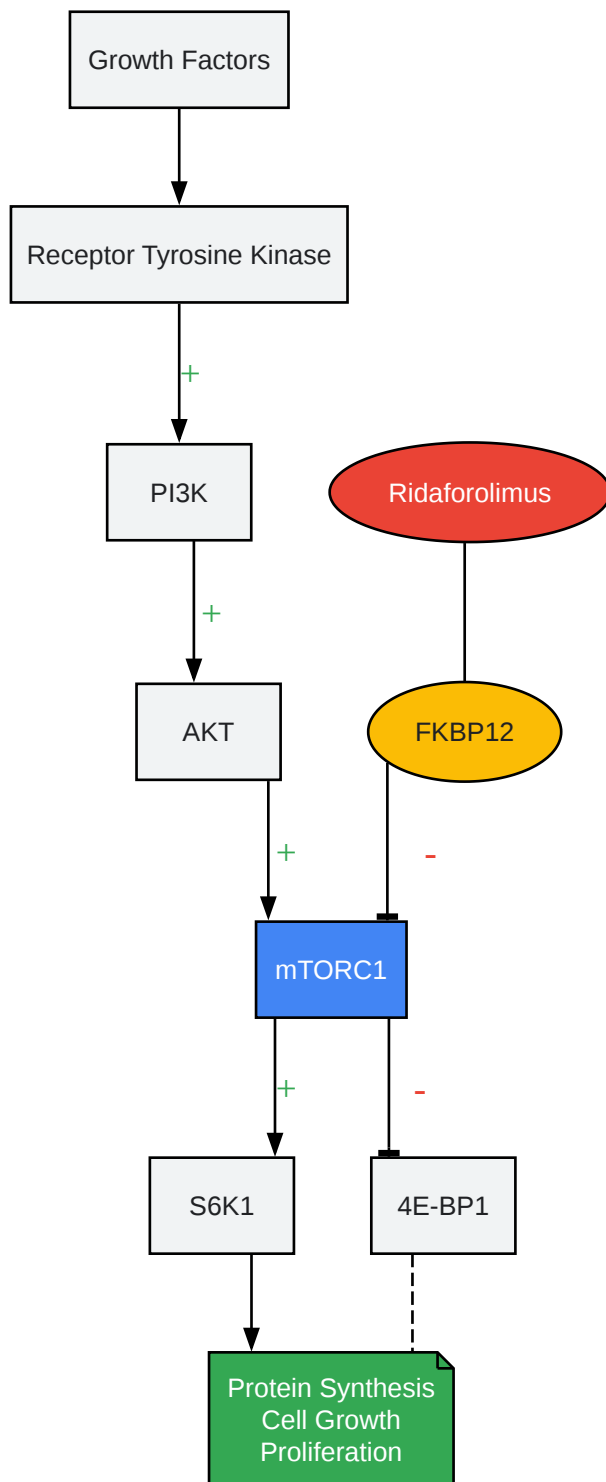 Growth Factors
Receptor Tyrosine Kinase
+
PI3K
Ridaforolimus
+
AKT
FKBP12
+
-
mTORC1
+
-
S6K1
4E-BP1
Protein Synthesis
Cell Growth
Proliferation